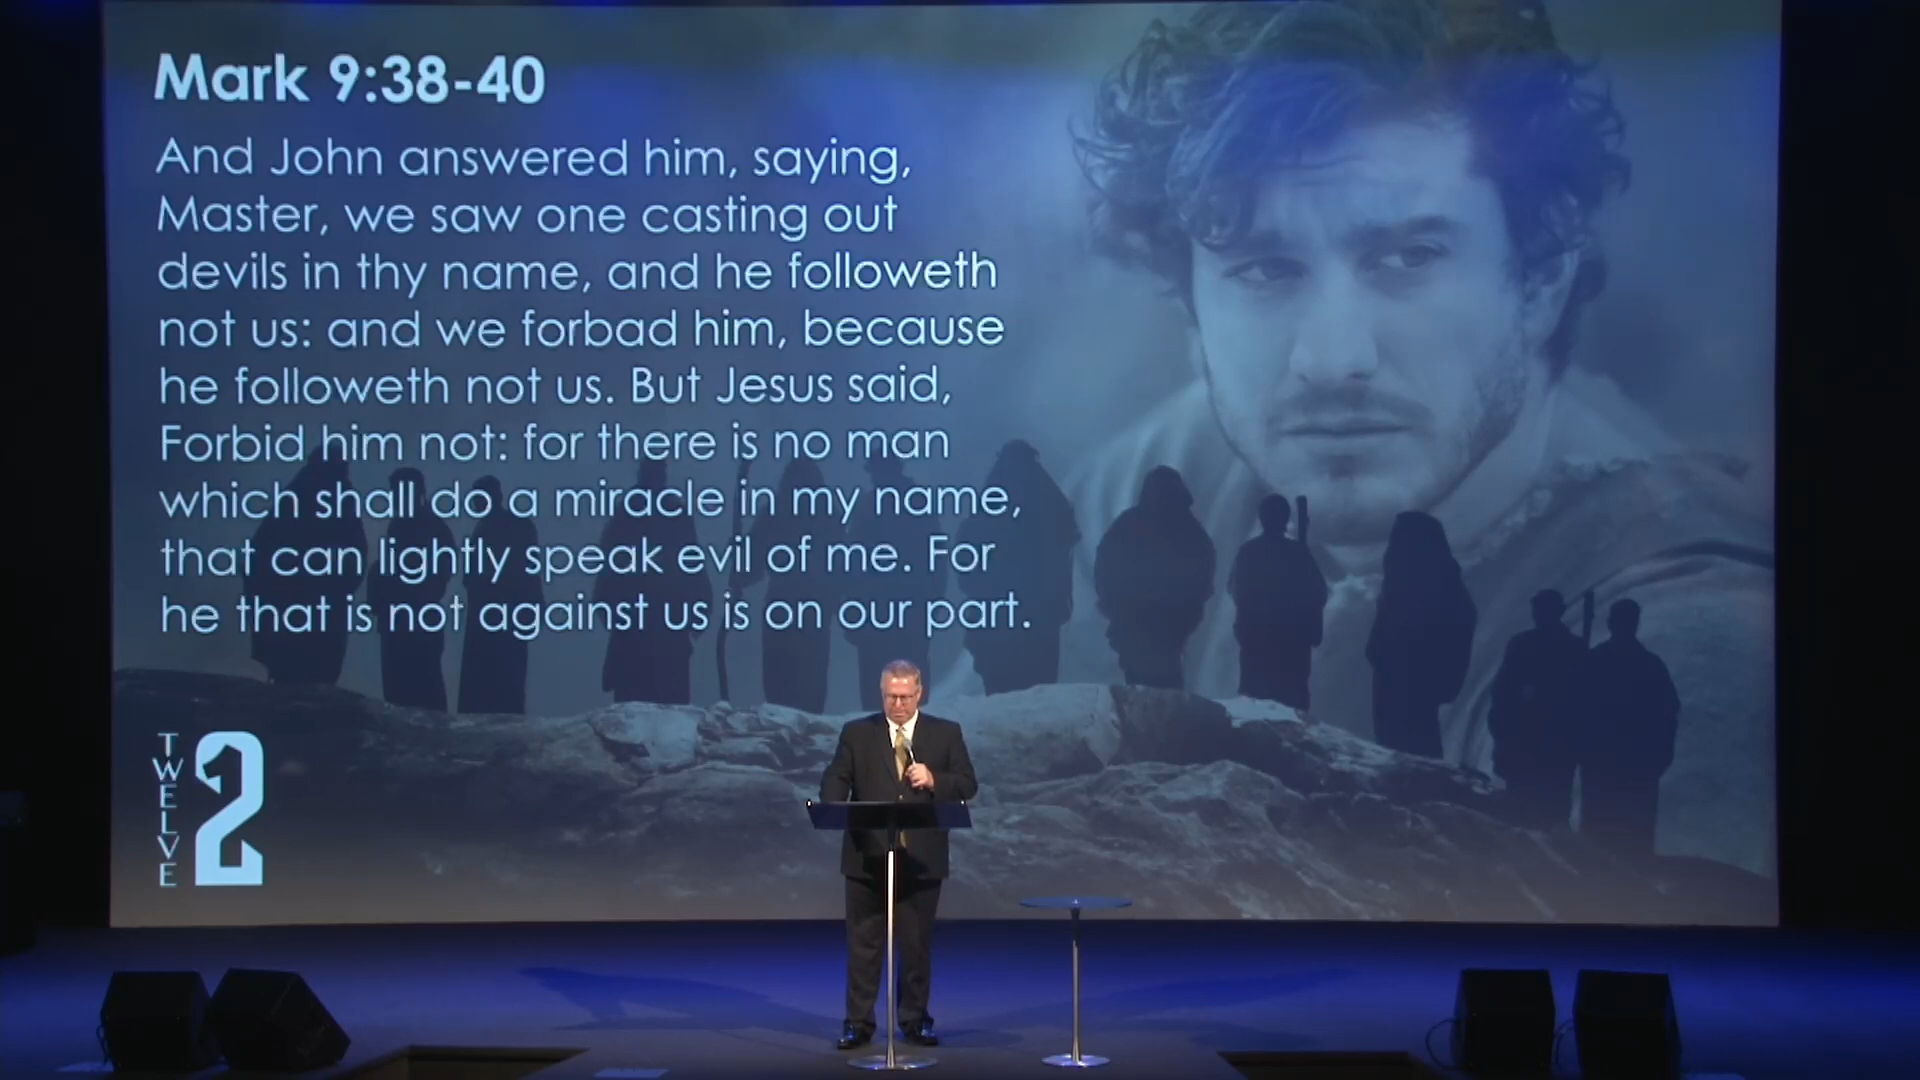 Mark 9:38-40
And John answered him, saying,
Master, we saw one casting out
devils in thy name, and he followeth
not us: and we forbad him, because
he followeth not us. But Jesus said,
Forbid him not: for there is no man
which shall do a miracle in my name,
that can lightly speak evil of me. For
he that is not against us is on our part.
TWELVE
12